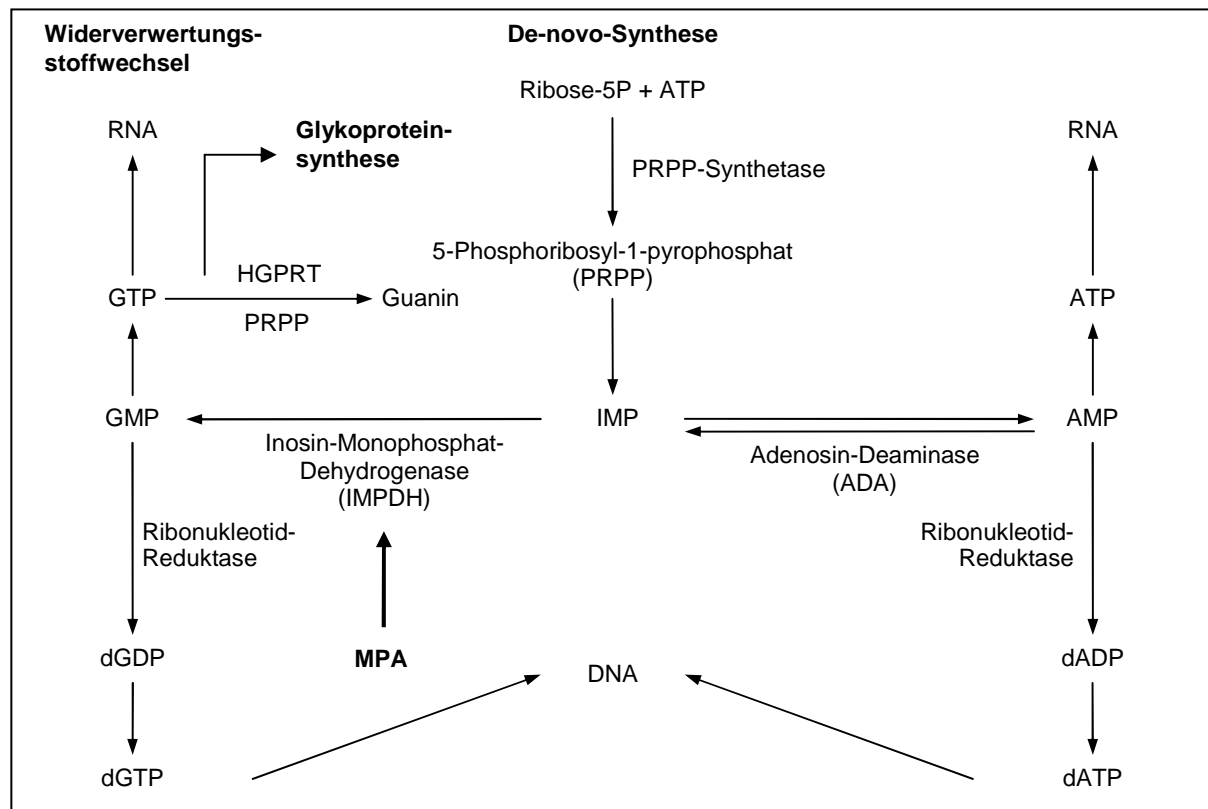 Widerverwertungs-
stoffwechsel
De-novo-Synthese
Ribose-5P + ATP
RNA
Glykoprotein-
synthese
RNA
PRPP-Synthetase
5-Phosphoribosyl-1-pyrophosphat
(PRPP)
HGPRT
GTP
Guanin
ATP
PRPP
GMP
IMP
AMP
Inosin-Monophosphat-
Dehydrogenase
(IMPDH)
Adenosin-Deaminase
(ADA)
Ribonukleotid-
Reduktase
Ribonukleotid-
Reduktase
dGDP
MPA
DNA
dADP
dGTP
dATP